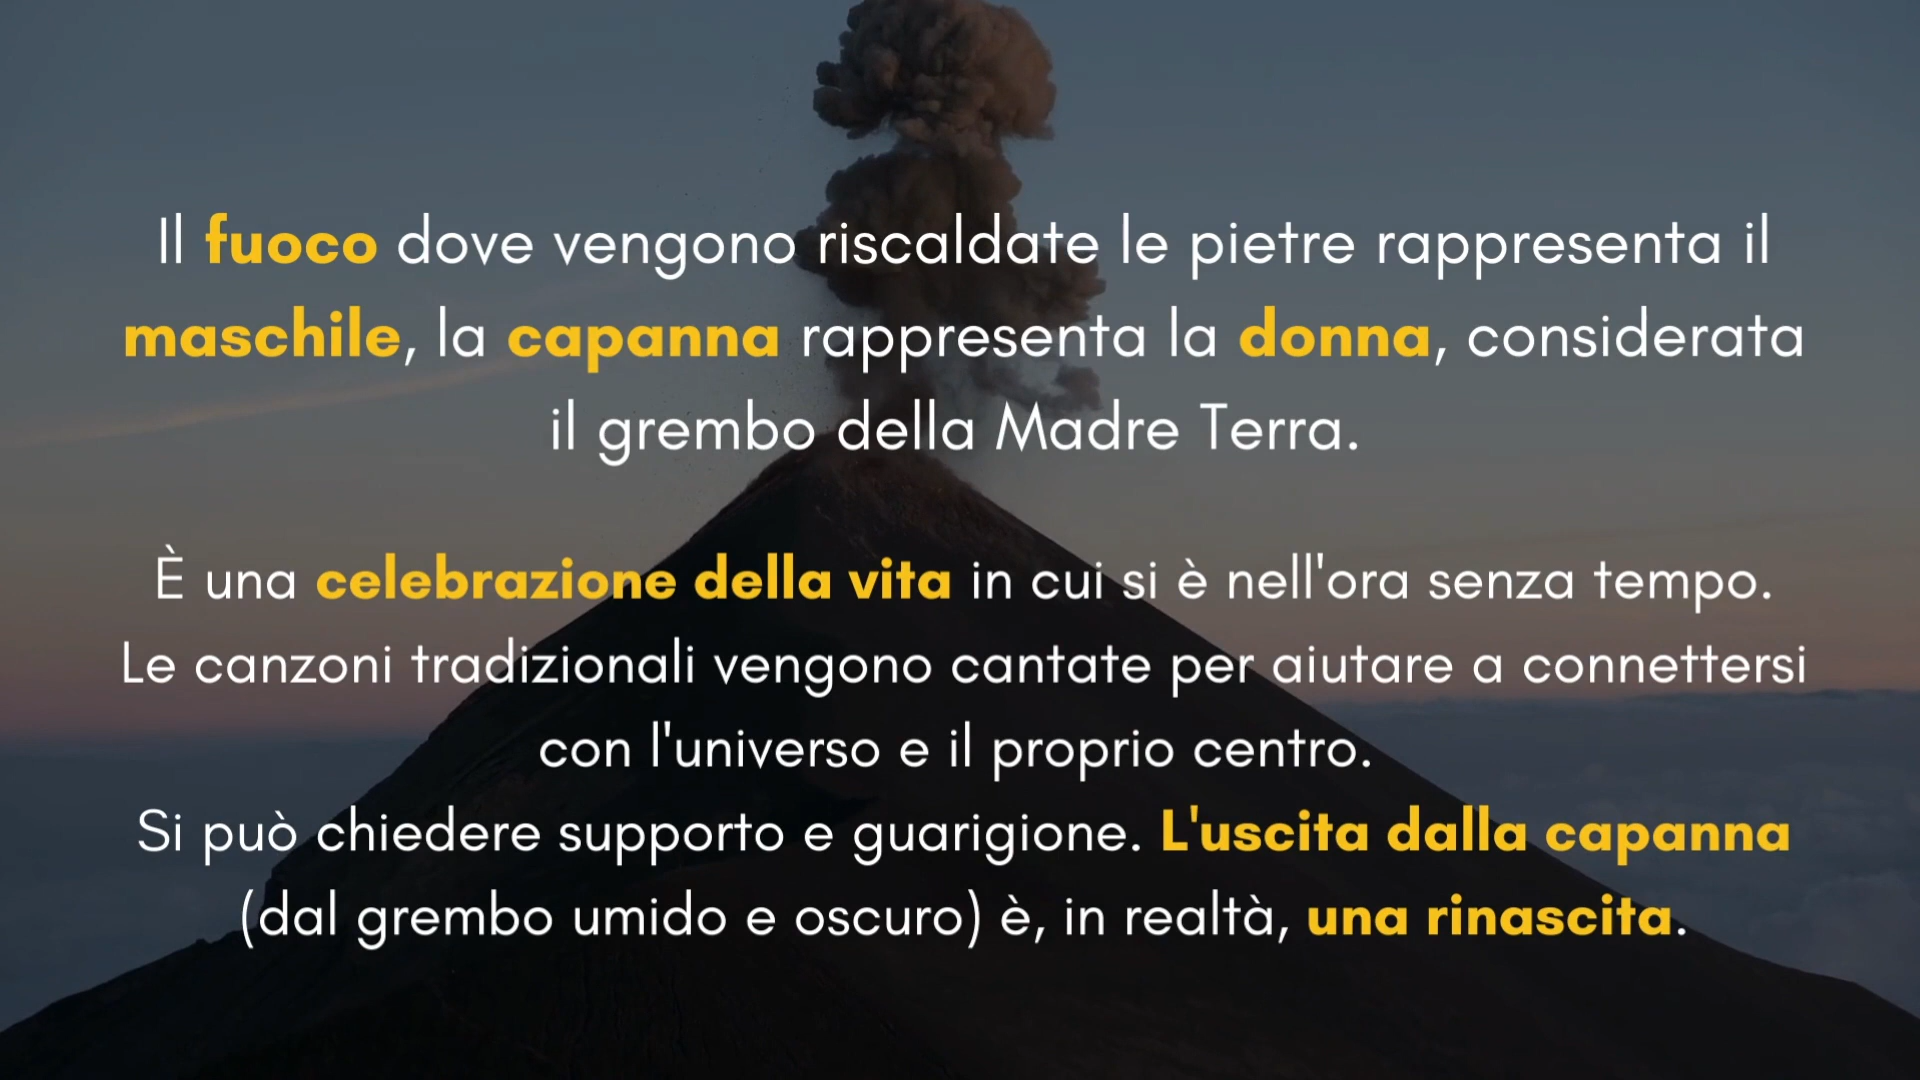 Il fuoco dove vengono riscaldate le pietre rappresenta il
maschile, la capanna rappresenta la donna, considerata
il grembo della Madre Terra.
È una celebrazione della vita in cui si è nell'ora senza tempo.
Le canzoni tradizionali vengono cantate per aiutare a connettersi
con l'universo e il proprio centro.
Si può chiedere supporto e guarigione. L'uscita dalla capanna
(dal grembo umido e oscuro) è, in realtà, una rinascita.